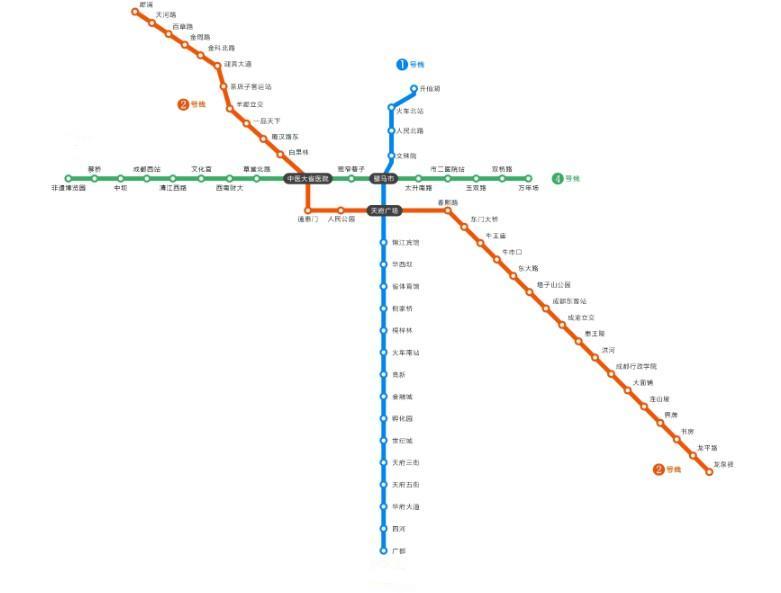 犀浦
天河路
百草路
金周路
金科北路
迎宾大道
茶店子客运站
羊犀立交
一品天下
蜀汉路东
白果林
2号线
1号线
升仙湖
火车北站
人民北路
文殊院
蔡桥
成都西站
文化宫
草堂北路
中医大省医院
宽窄巷子
骡马市
市二医院站
双桥路
非遗博览园
中坝
清江西路
西南财大
太升南路
玉双路
万年场
4号线
通惠门
人民公园
天府广场
春熙路
东门大桥
牛王庙
牛市口
东大路
塔子山公园
成都东客站
成渝立交
惠王陵
洪河
成都行政学院
大面铺
连山坡
界牌
书房
龙平路
龙泉驿
2号线
锦江宾馆
华西坝
省体育馆
倪家桥
桐梓林
火车南站
高新
金融城
孵化园
世纪城
天府三街
天府五街
华府大道
四河
广都